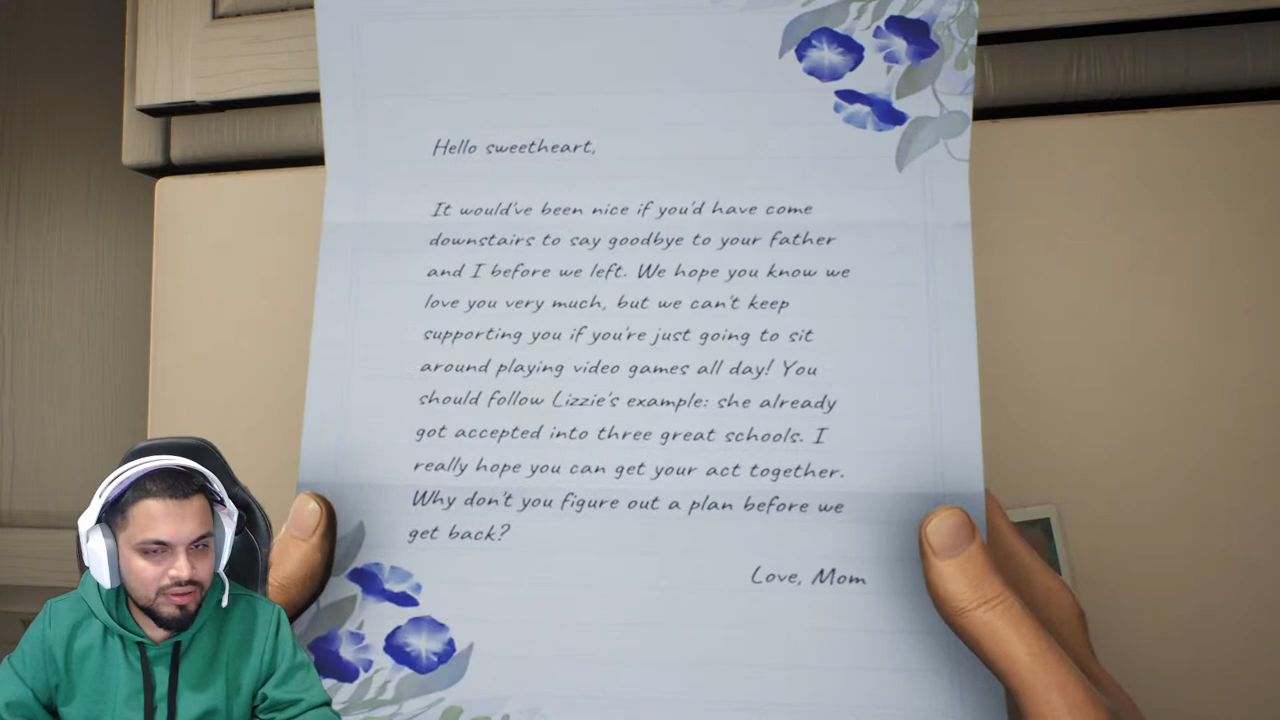 Hello sweetheart,
It would've been nice if you'd have come
downstairs to say goodbye to your father
and I before we left. We hope you know we
love you very much, but we can't keep
supporting you if you're just going to sit
around playing video games all day! You
should follow Lizzie's example: she already
got accepted into three great schools. I
really hope you can get your act together.
Why don't you figure out a plan before we
get back?
Love, Mom